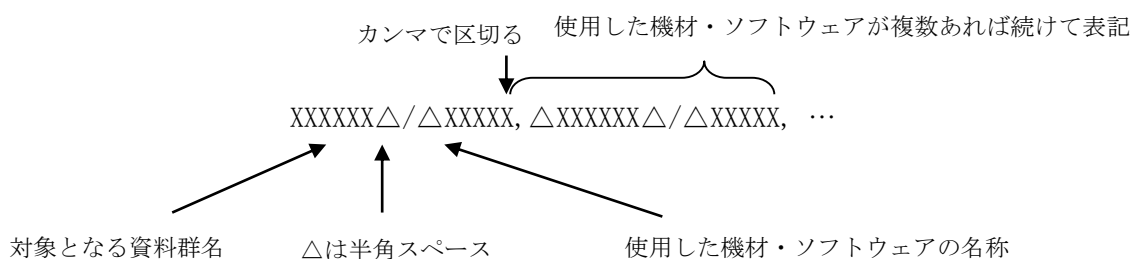 カンマで区切る
使用した機材・ソフトウェアが複数あれば続けて表記
XXXXXX△/△XXXXX,△XXXXXX△/△XXXXX, …
対象となる資料群名
△は半角スペース
使用した機材・ソフトウェアの名称